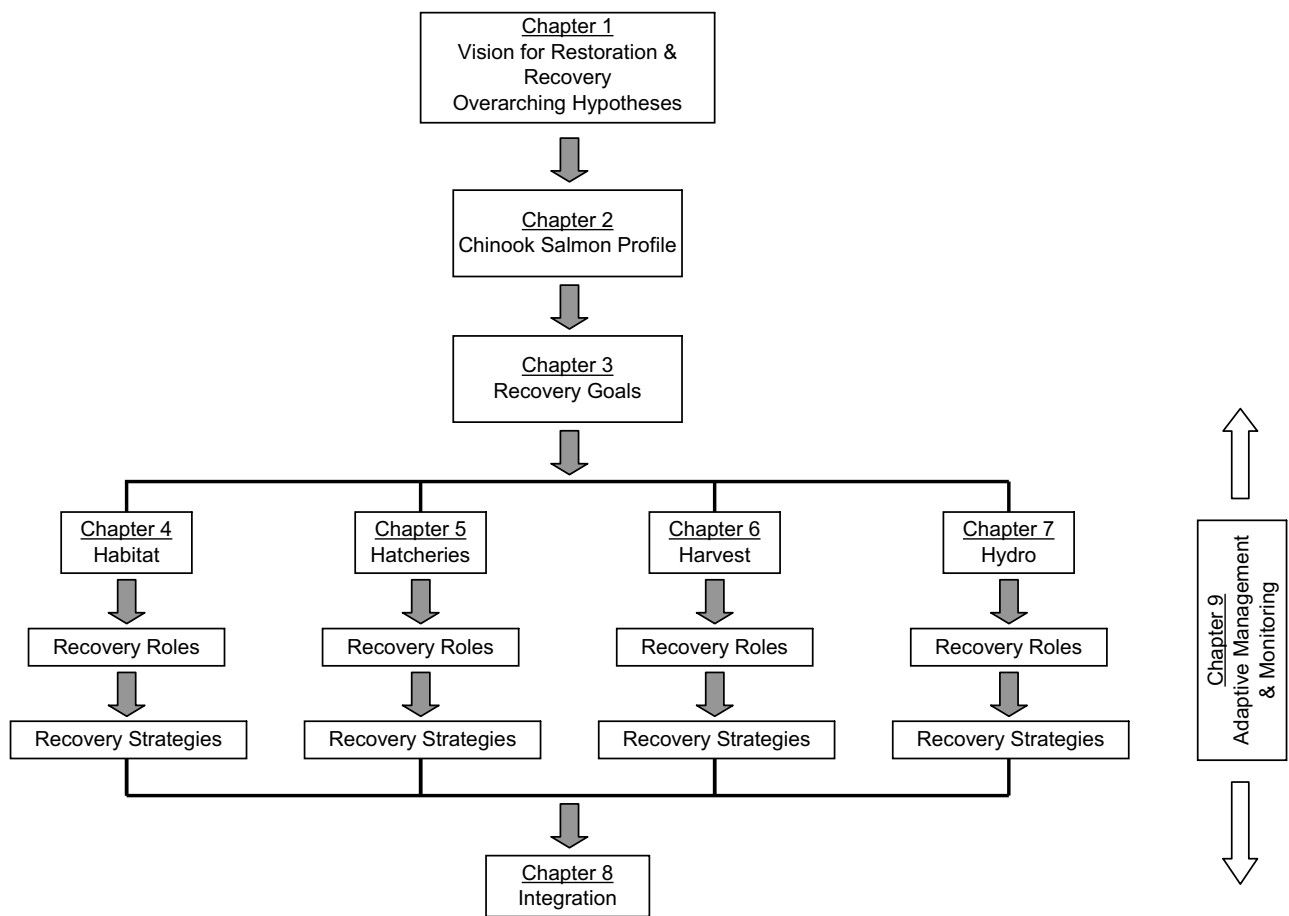 Chapter 1
Vision for Restoration &
Recovery
Overarching Hypotheses
Chapter 2
Chinook Salmon Profile
Chapter 3
Recovery Goals
Chapter 4
Habitat
Chapter 5
Hatcheries
Chapter 6
Harvest
Chapter 7
Hydro
Recovery Roles
Recovery Roles
Recovery Roles
Recovery Roles
Recovery Strategies
Recovery Strategies
Recovery Strategies
Recovery Strategies
Chapter 8
Integration
Chapter 9
Adaptive Management
& Monitoring